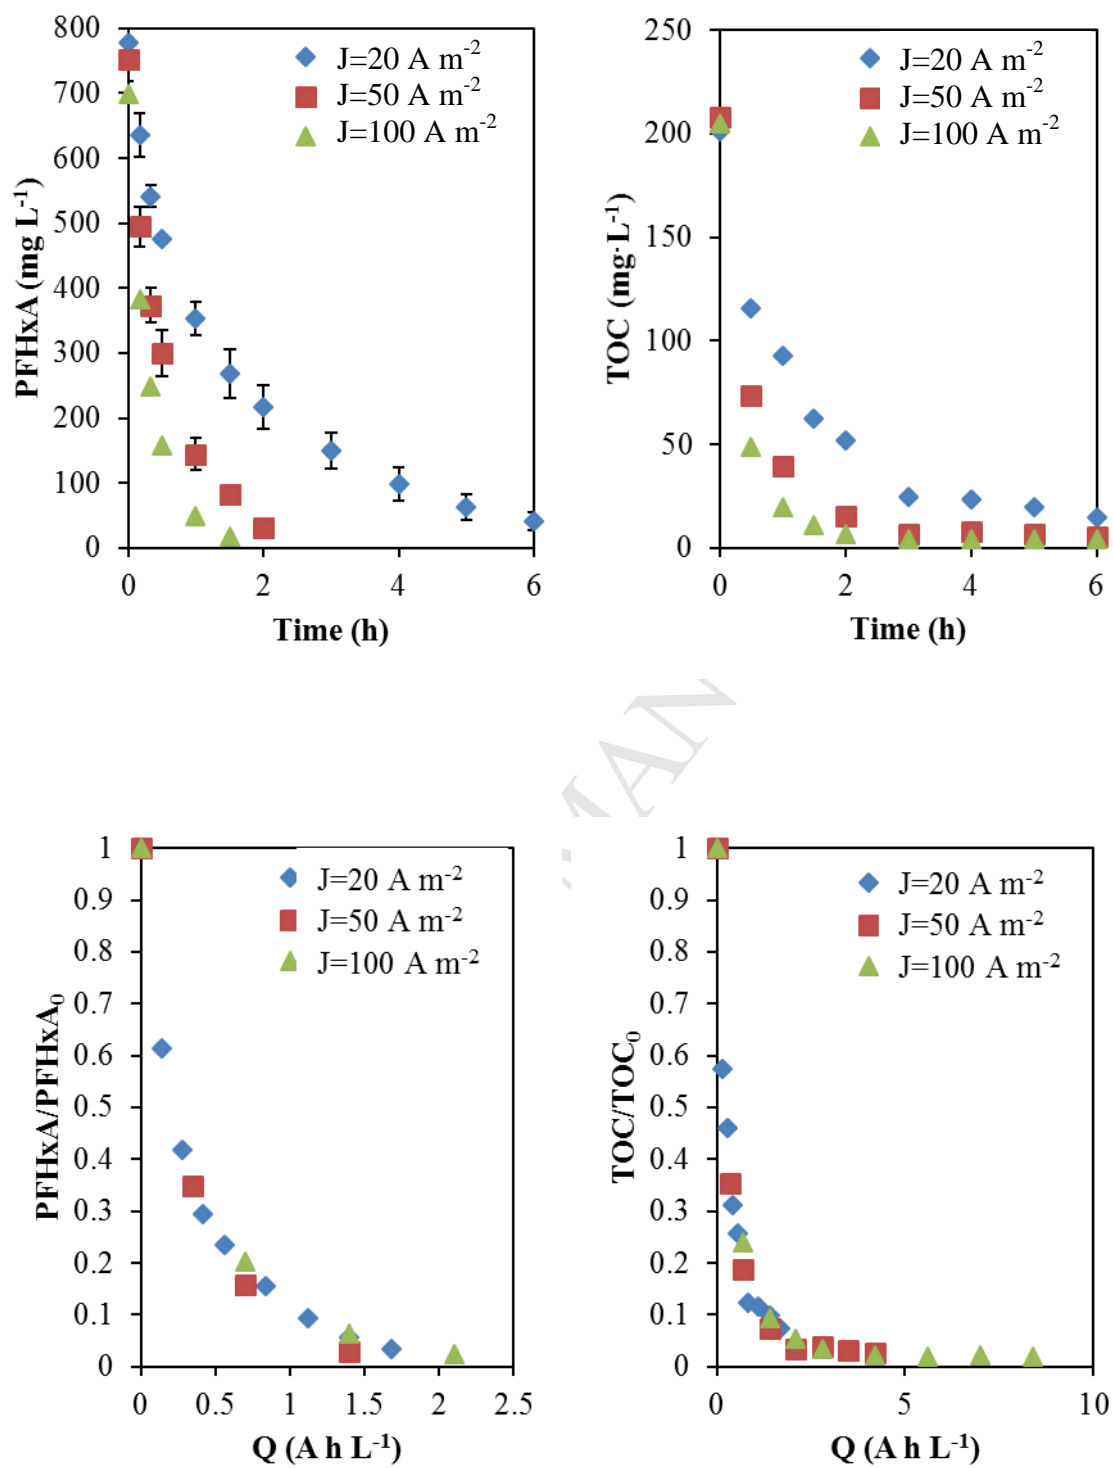 800
700
600
500
400
300
200
100
0
PFHxA (mg L-1)
J=20 A m-2
J=50 A m-2
J=100 A m-2
0 2 4 6
Time (h)
250
200
150
100
50
0
TOC (mg·L-1)
J=20 A m-2
J=50 A m-2
J=100 A m-2
0 2 4 6
Time (h)
MAN
1
0.9
0.8
0.7
0.6
0.5
0.4
0.3
0.2
0.1
0
PFHxA/PFHxA0
J=20 A m-2
J=50 A m-2
J=100 A m-2
0 0.5 1 1.5 2 2.5
Q (A h L-1)
1
0.9
0.8
0.7
0.6
0.5
0.4
0.3
0.2
0.1
0
TOC/TOC0
J=20 A m-2
J=50 A m-2
J=100 A m-2
0 5 10
Q (A h L-1)